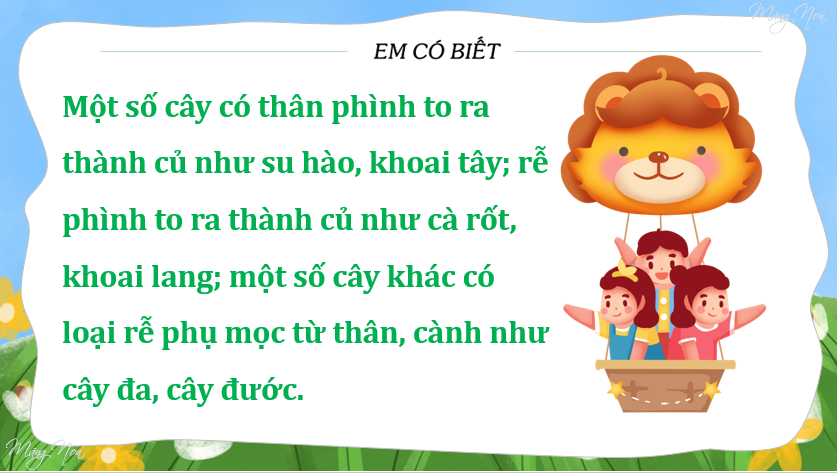 Măng Non
EM CÓ BIẾT
Một số cây có thân phình to ra
thành củ như su hào, khoai tây; rễ
phình to ra thành củ như cà rốt,
khoai lang; một số cây khác có
loại rễ phụ mọc từ thân, cành như
cây đa, cây đước.
Măng Non